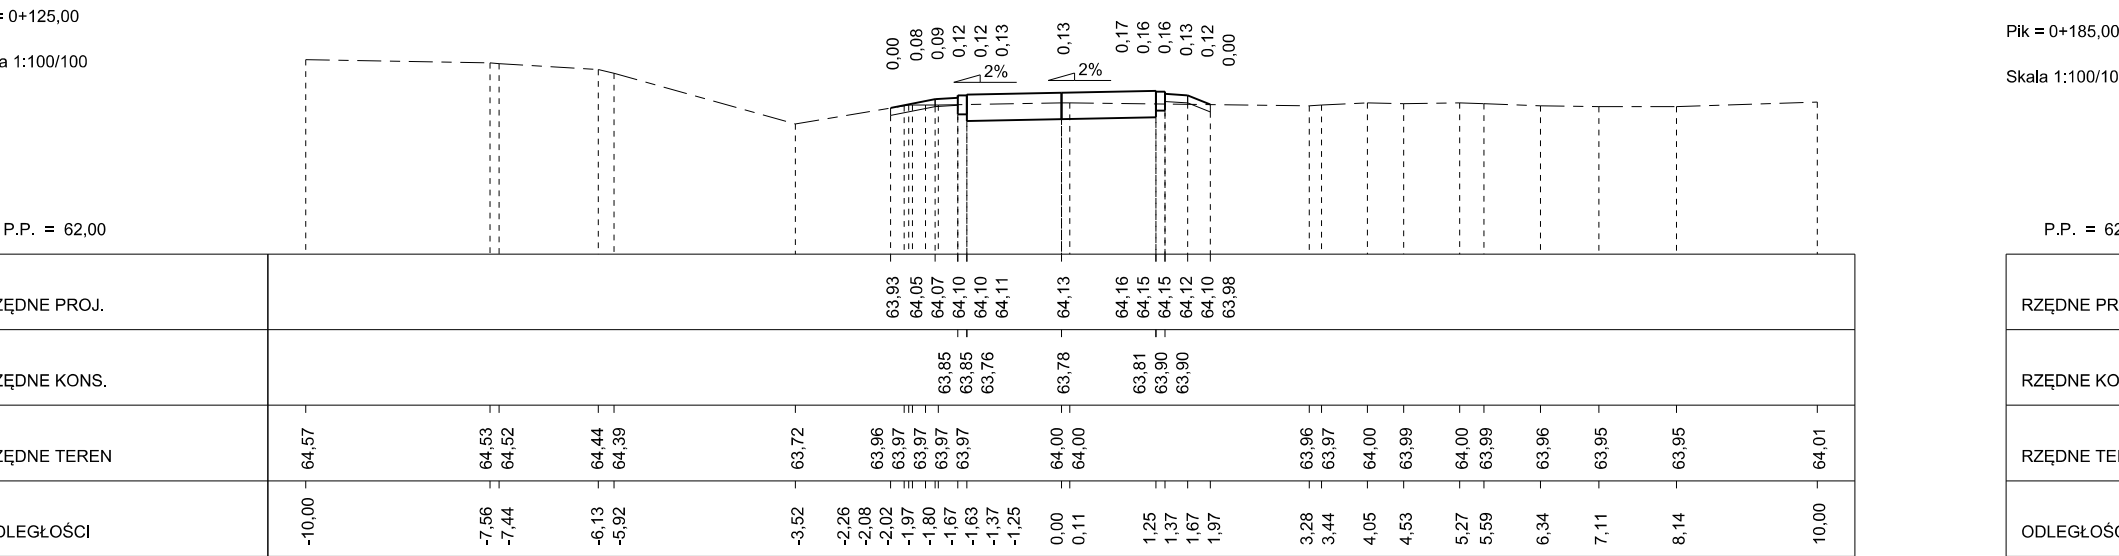 = 0+125,00
a 1:100/100
0,00 0,08 0,09 0,12 0,12 0,13 0,13 0,17 0,16 0,16 0,13 0,12 0,00
2% 2%
P.P. = 62,00
ZĘDNE PROJ. 63,93 64,05 64,07 64,10 64,10 64,11 64,13 64,16 64,15 64,15 64,12 64,10 63,98
ZĘDNE KONS. 63,85 63,85 63,76 63,78 63,81 63,90 63,90
ZĘDNE TEREN 64,57 64,53 64,52 64,44 64,39 63,72 63,96 63,97 63,97 63,97 63,97 64,00 64,00 63,96 63,97 64,00 63,99 64,00 63,99 63,96 63,95 63,95 64,01
DLEGŁOŚCI -10,00 -7,56 -7,44 -6,13 -5,92 -3,52 -2,26 -2,08 -2,02 -1,97 -1,80 -1,67 -1,63 -1,37 -1,25 0,00 0,11 1,25 1,37 1,67 1,97 3,28 3,44 4,05 4,53 5,27 5,59 6,34 7,11 8,14 10,00
Pik = 0+185,00
Skala 1:100/10
P.P. = 62
RZĘDNE PR
RZĘDNE KO
RZĘDNE TE
ODLEGŁOŚ